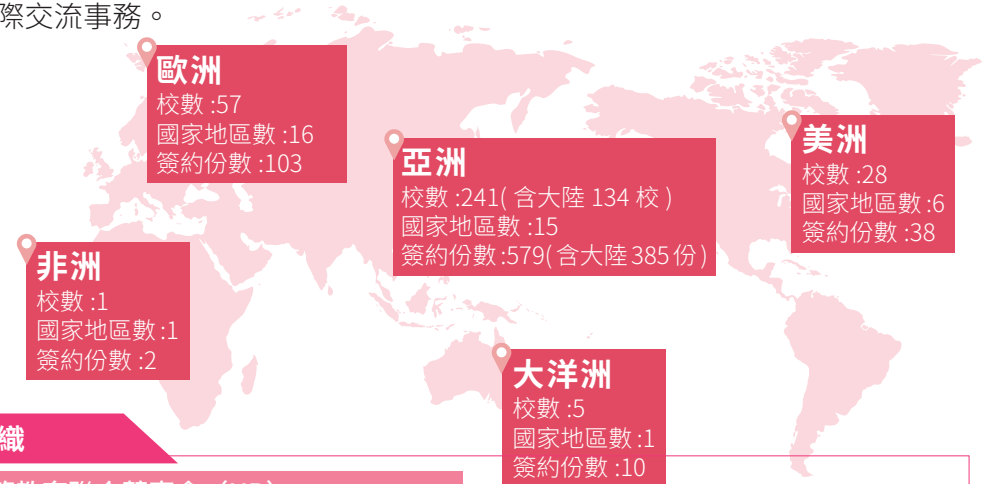 際交流事務。
歐洲
校數 :57
國家地區數 :16
簽約份數 :103
亞洲
校數 :241( 含大陸 134 校 )
國家地區數 :15
簽約份數 :579( 含大陸 385 份 )
美洲
校數 :28
國家地區數 :6
簽約份數 :38
非洲
校數 :1
國家地區數 :1
簽約份數 :2
大洋洲
校數 :5
國家地區數 :1
簽約份數 :10
織